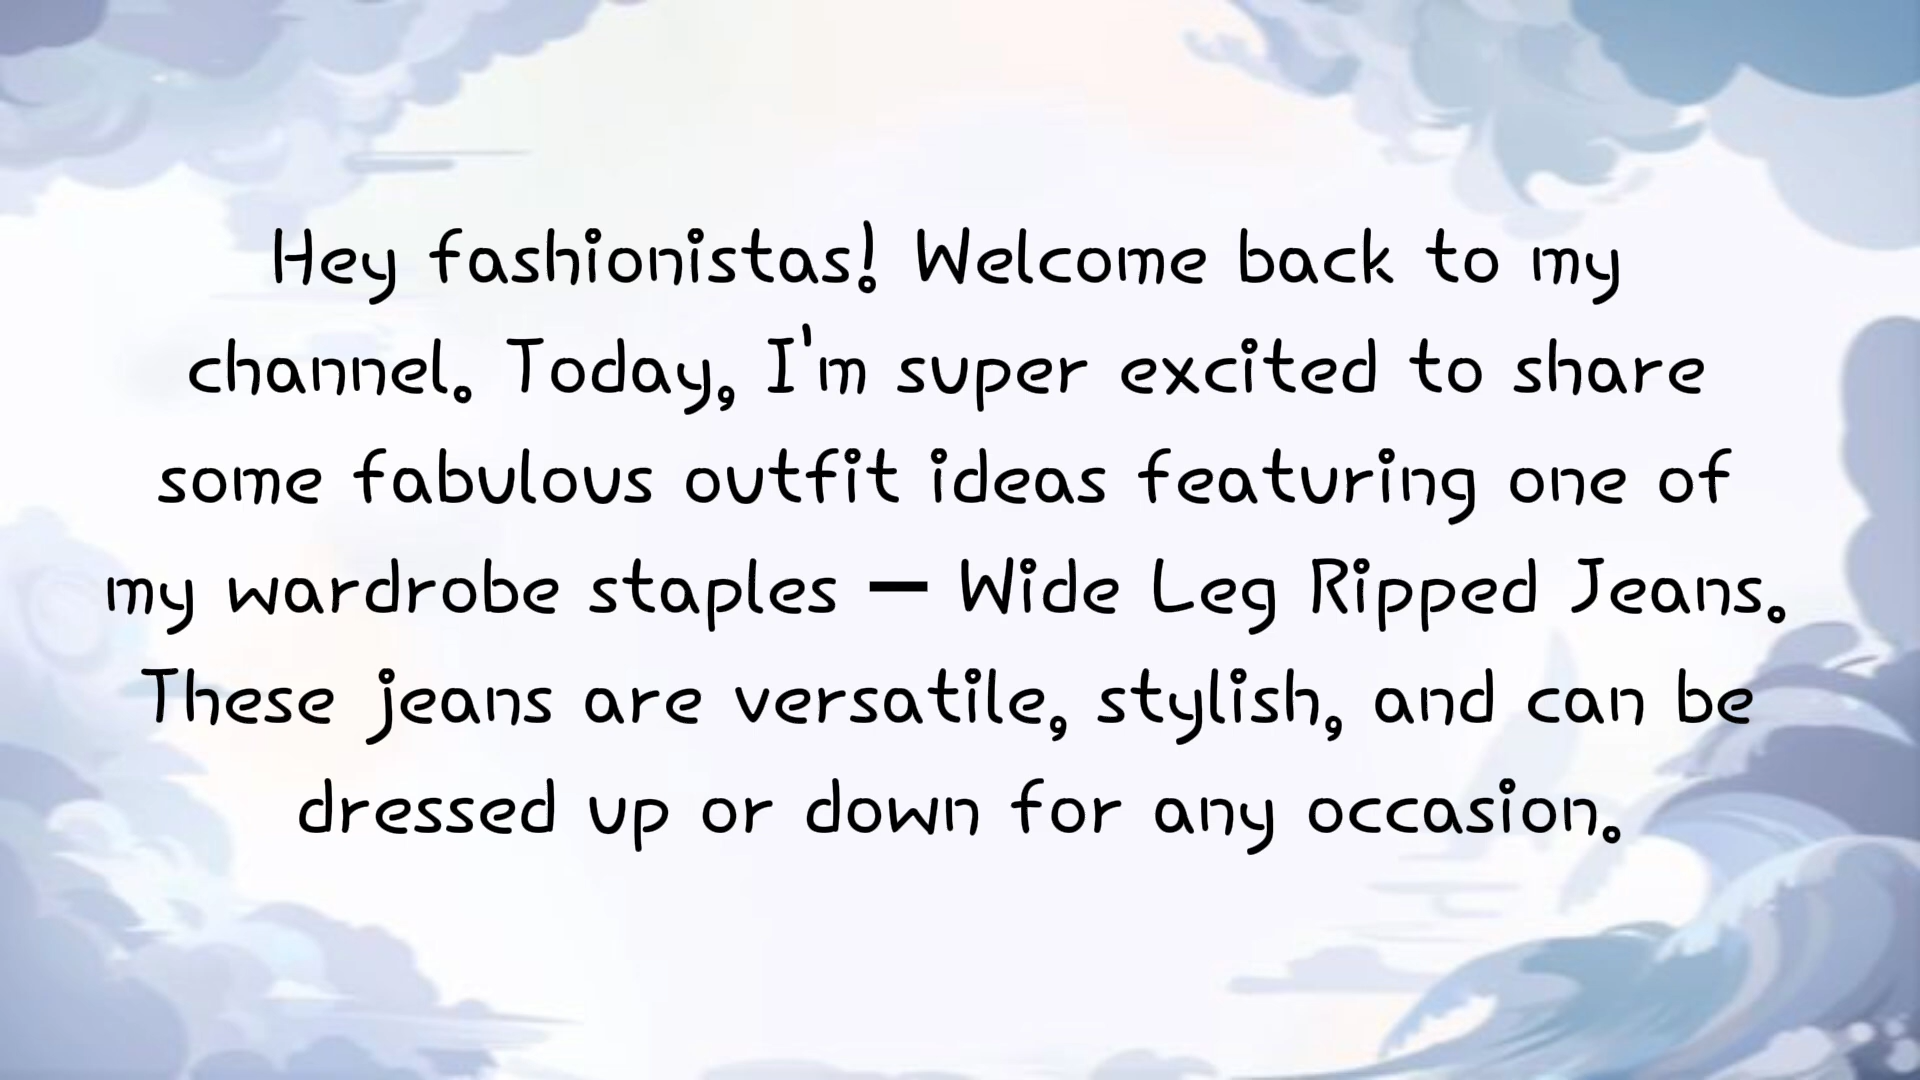 Hey fashionistas! Welcome back to my
channel. Today, I'm super excited to share
some fabulous outfit ideas featuring one of
my wardrobe staples – Wide Leg Ripped Jeans.
These jeans are versatile, stylish, and can be
dressed up or down for any occasion.